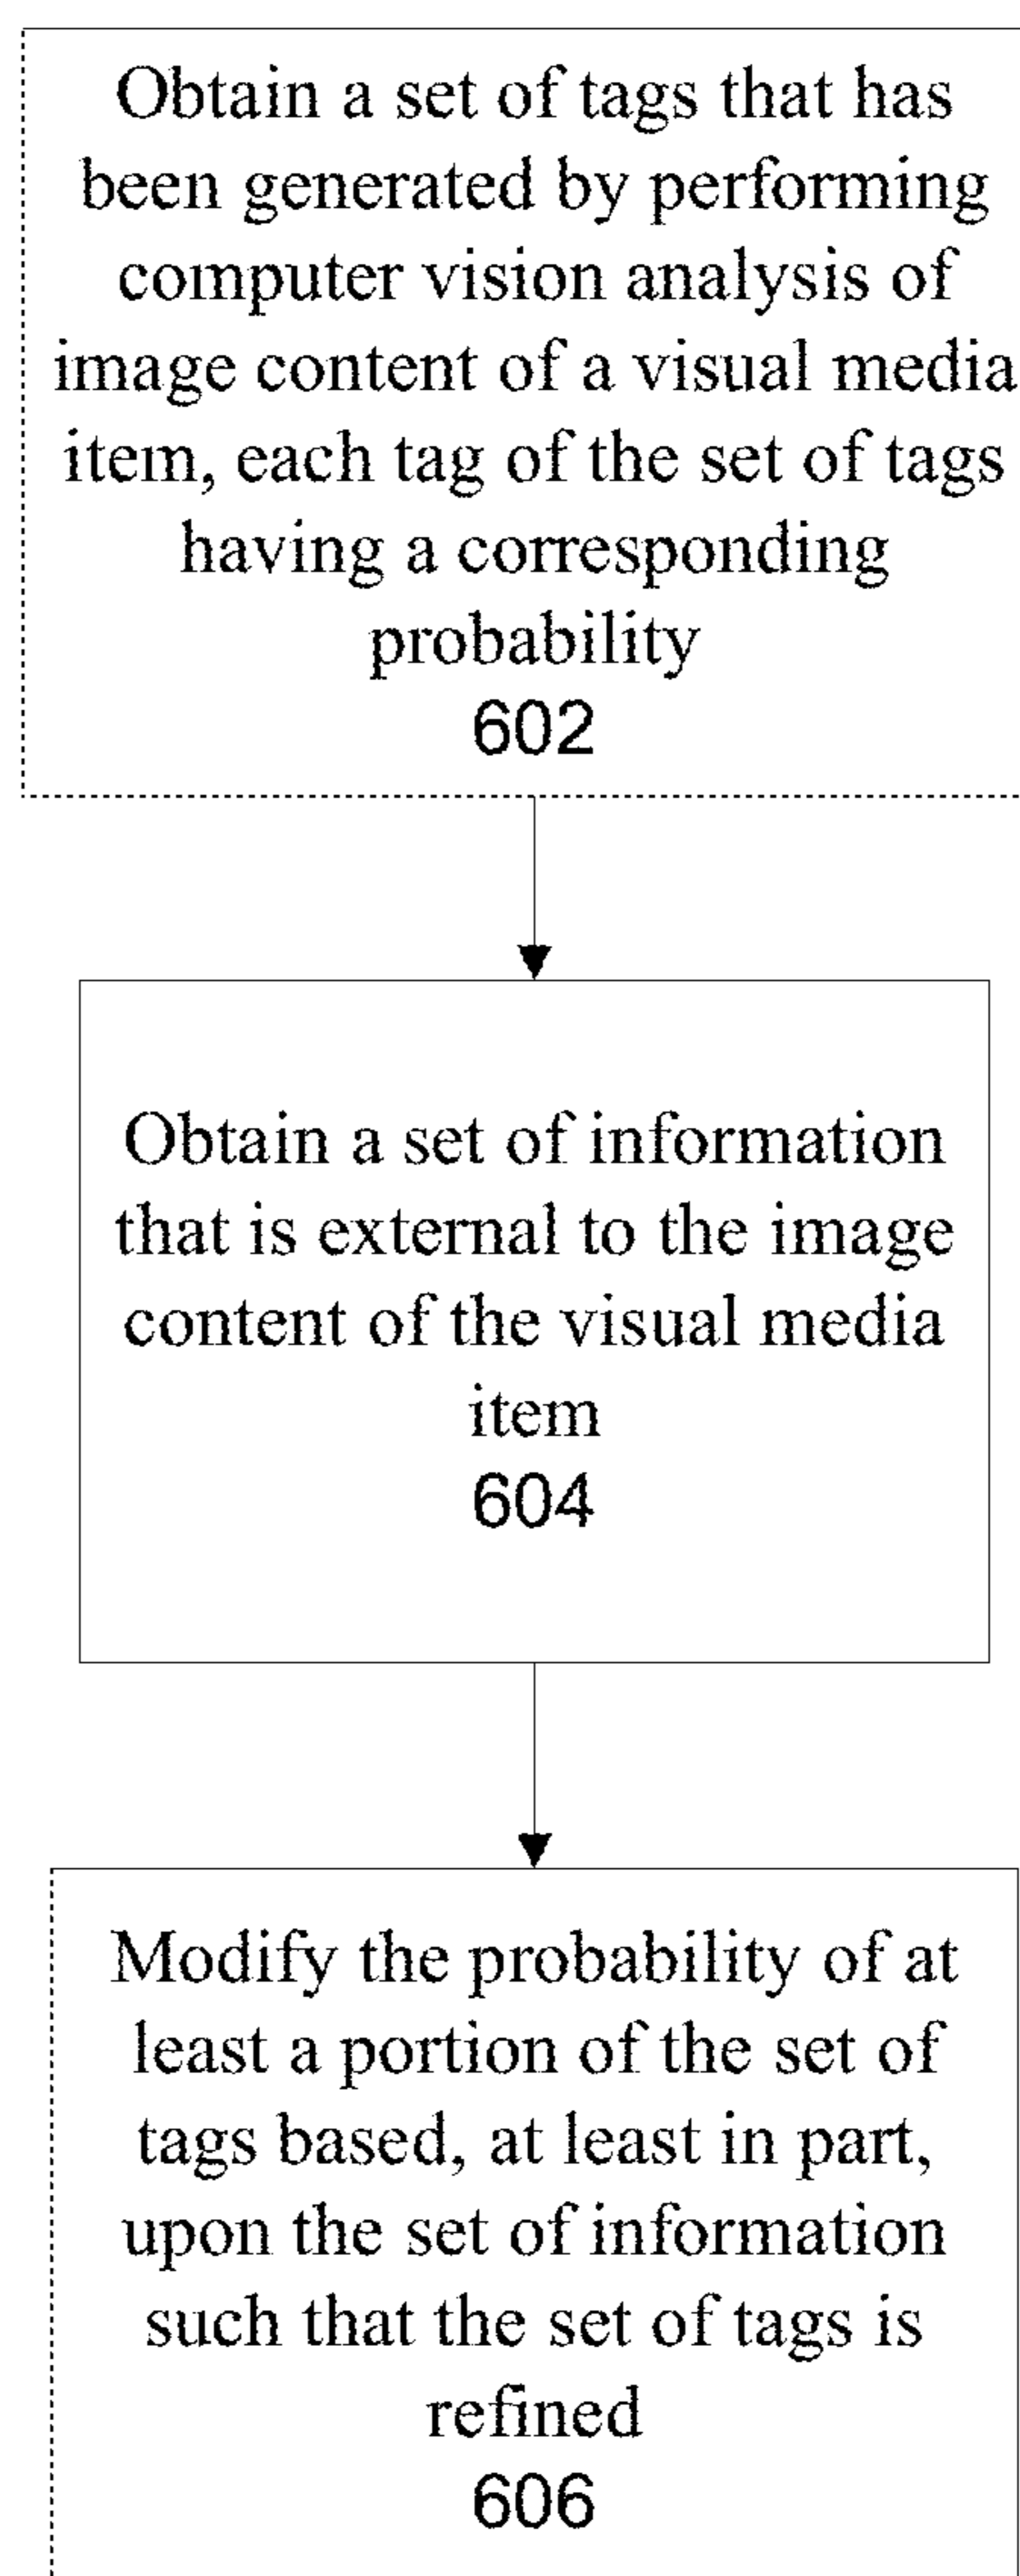 Obtain a set of tags that has
been generated by performing
computer vision analysis of
image content of a visual media
item, each tag of the set of tags
having a corresponding
probability
602
Obtain a set of information
that is external to the image
content of the visual media
item
604
Modify the probability of at
least a portion of the set of
tags based, at least in part,
upon the set of information
such that the set of tags is
refined
606